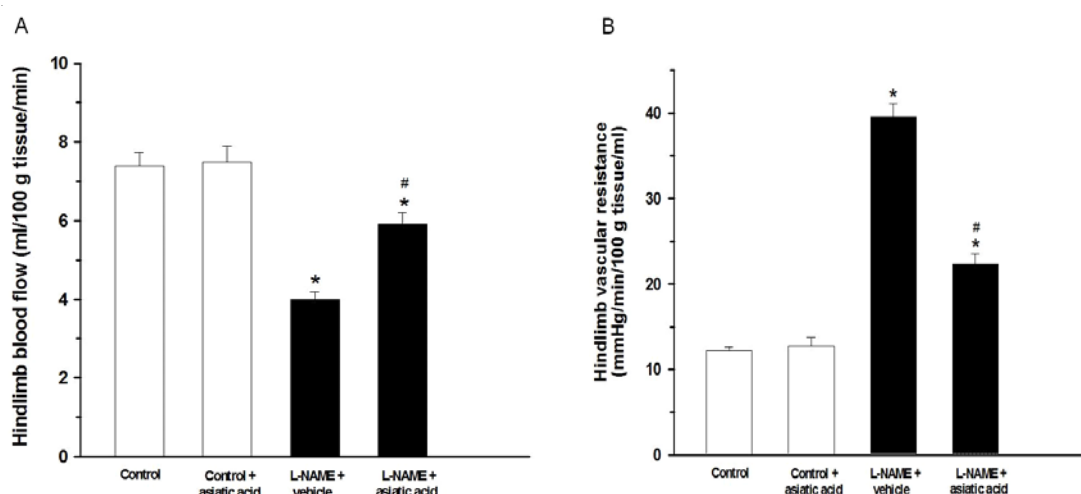 A
Hindlimb blood flow (ml/100 g tissue/min)
10
8
6
4
2
0
*
#
*
Control
Control +
asiatic acid
L-NAME +
vehicle
L-NAME +
asiatic acid
B
Hindlimb vascular resistance
(mmHg/min/100 g tissue/ml)
40
30
20
10
0
*
#
*
Control
Control +
asiatic acid
L-NAME +
vehicle
L-NAME +
asiatic acid